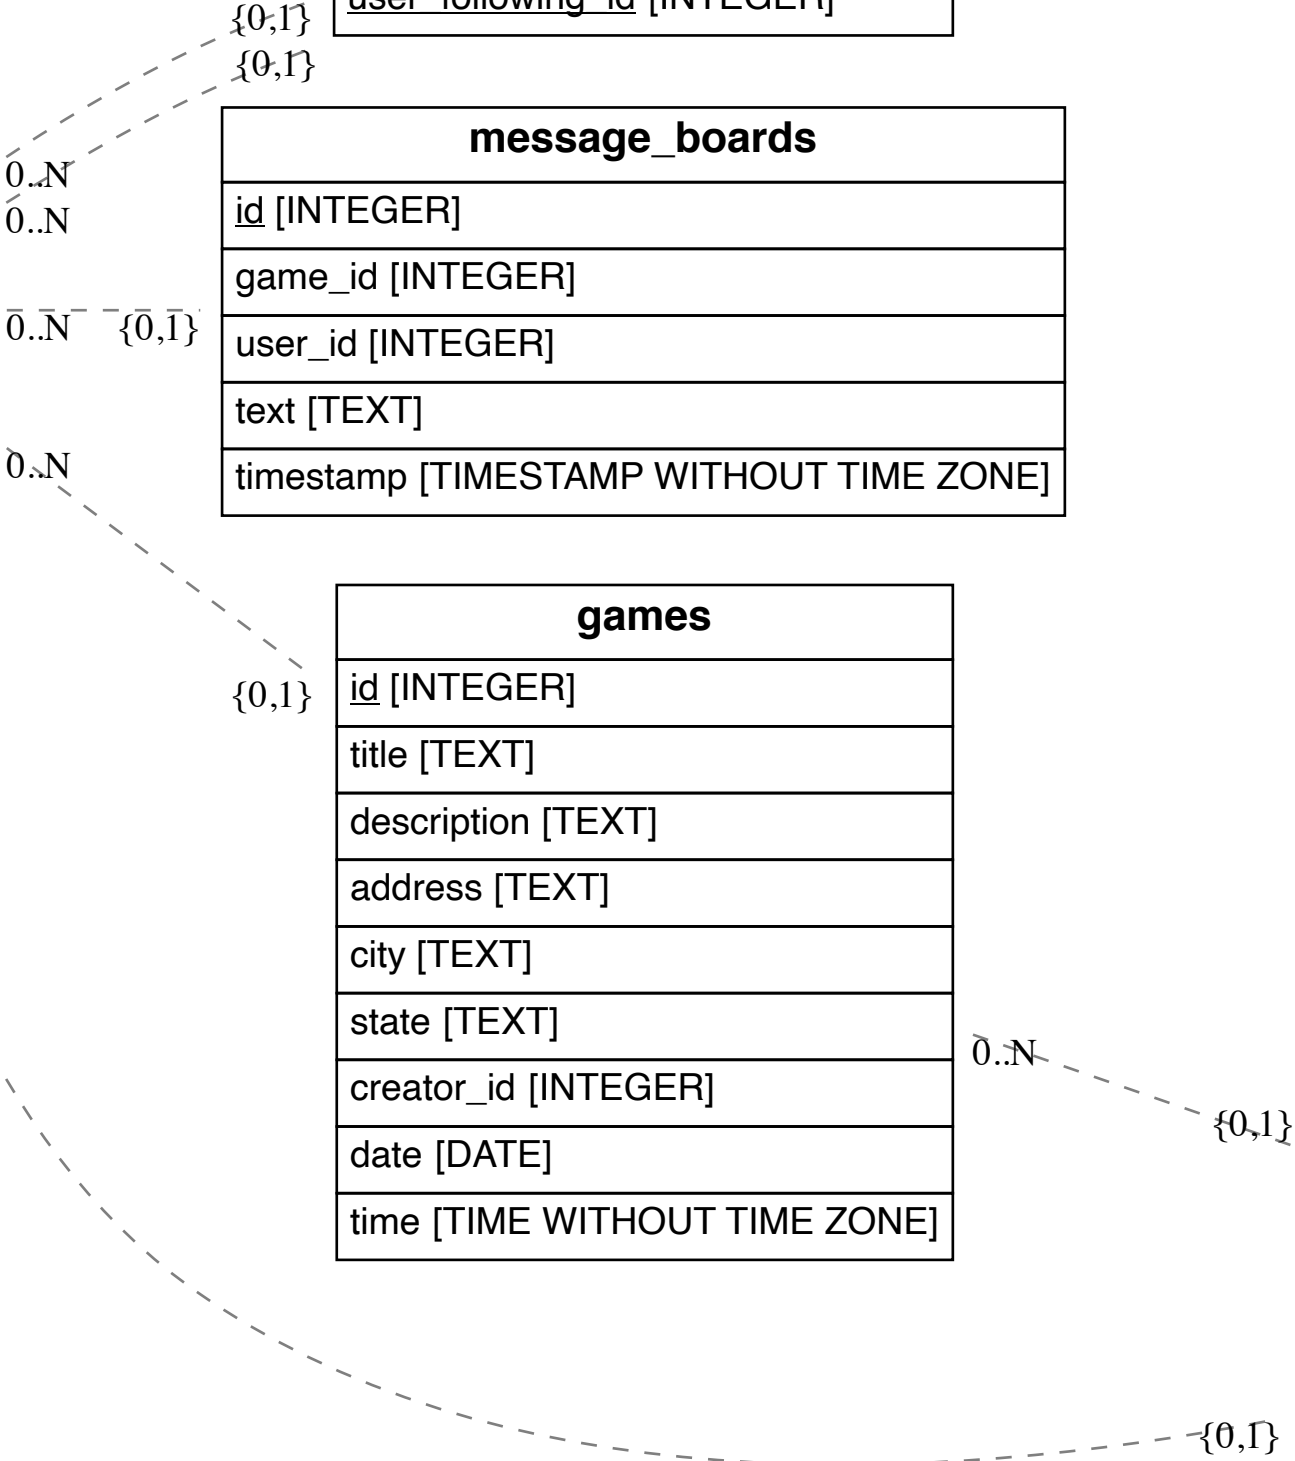 {0,1}
user_following_id [INTEGER]
{0,1}
message_boards
0..N
id [INTEGER]
0..N
game_id [INTEGER]
0..N
{0,1}
user_id [INTEGER]
text [TEXT]
0..N
timestamp [TIMESTAMP WITHOUT TIME ZONE]
games
{0,1}
id [INTEGER]
title [TEXT]
description [TEXT]
address [TEXT]
city [TEXT]
state [TEXT]
0..N
creator_id [INTEGER]
{0,1}
date [DATE]
time [TIME WITHOUT TIME ZONE]
{0,1}